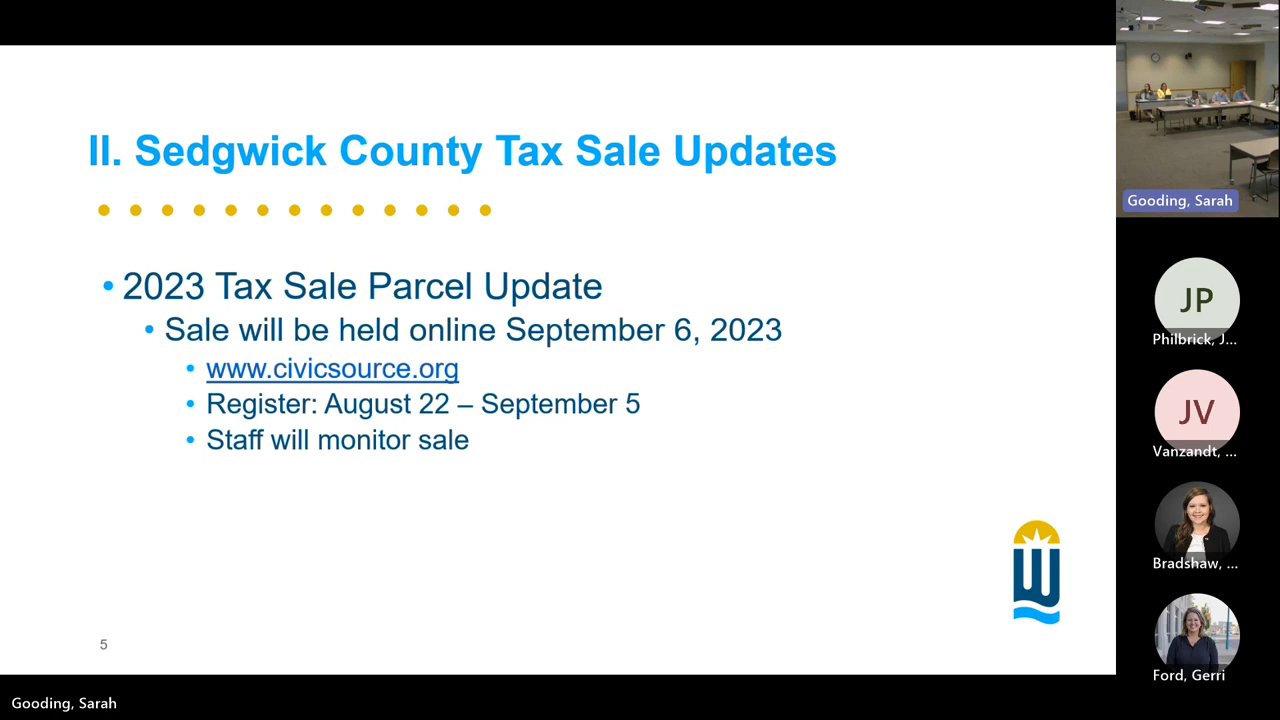 II. Sedgwick County Tax Sale Updates
• 2023 Tax Sale Parcel Update
• Sale will be held online September 6, 2023
• www.civicsource.org
• Register: August 22 – September 5
• Staff will monitor sale
5
Gooding, Sarah
Gooding, Sarah
JP
Philbrick, J...
JV
Vanzandt, ...
Bradshaw, ...
Ford, Gerri